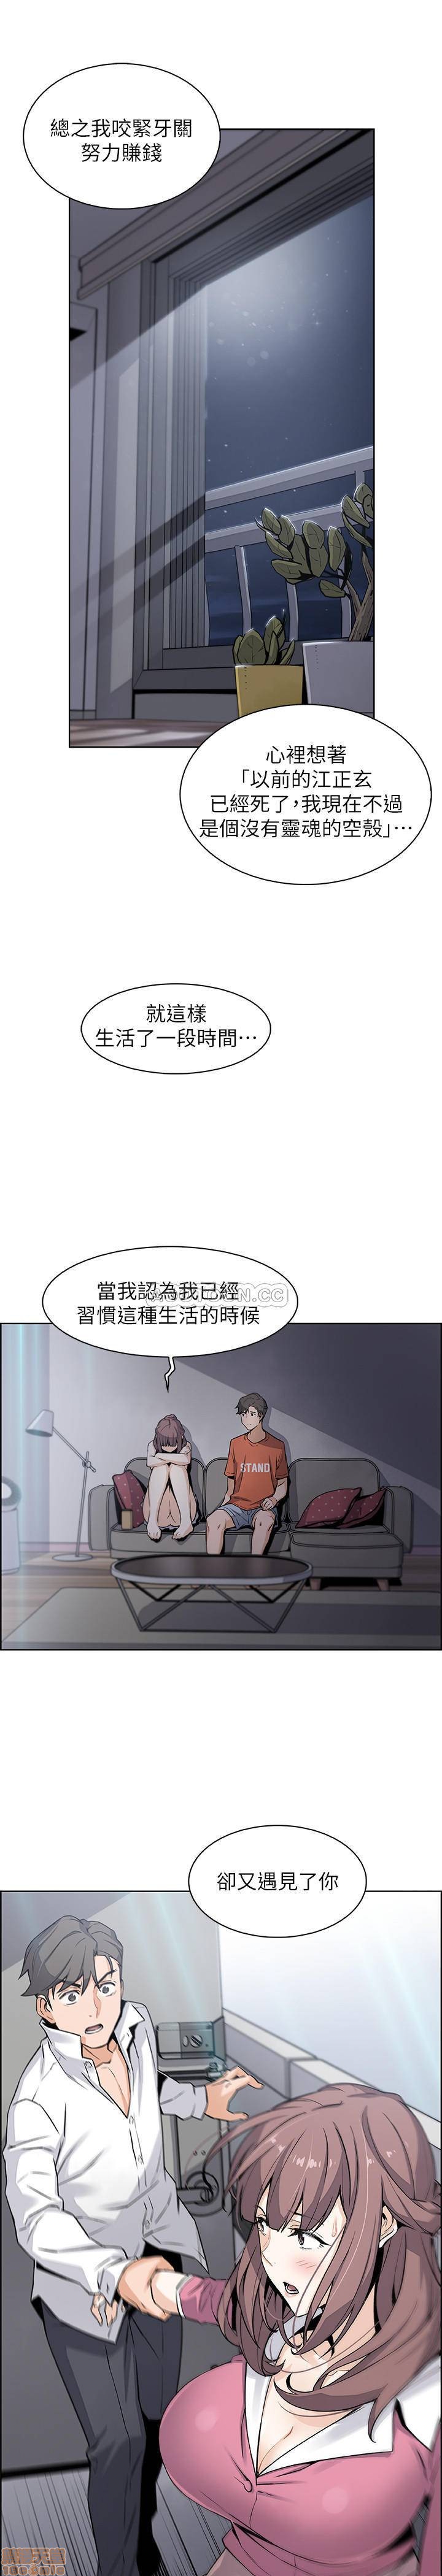 總之我咬緊牙關
努力賺錢
心裡想著
「以前的江正玄
已經死了，我現在不過
是個沒有靈魂的空殼」…
就這樣
生活了一段時間…
當我認為我已經
習慣這種生活的時候
STAND
卻又遇見了你